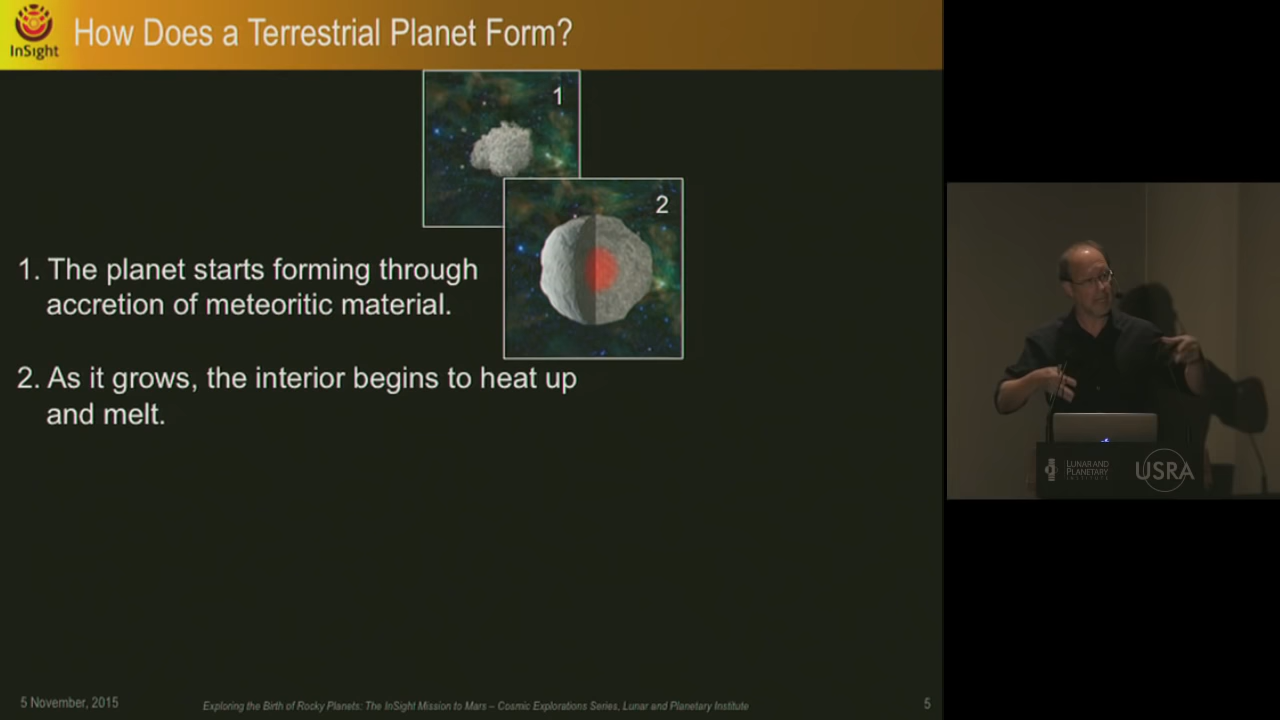 InSight
How Does a Terrestrial Planet Form?
1
2
1. The planet starts forming through
accretion of meteoritic material.
2. As it grows, the interior begins to heat up
and melt.
LUNAR AND
PLANETARY
INSTITUTE
USRA
5 November, 2015
Exploring the Birth of Rocky Planets: The InSight Mission to Mars – Cosmic Explorations Series, Lunar and Planetary Institute
5